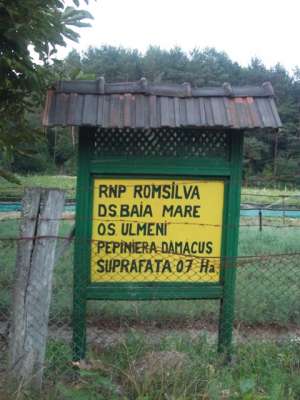 RNP ROMSILVA
DS BAIA MARE
OS ULMENI
PEPINIERA DAMACUS
SUPRAFATA 07 Ha